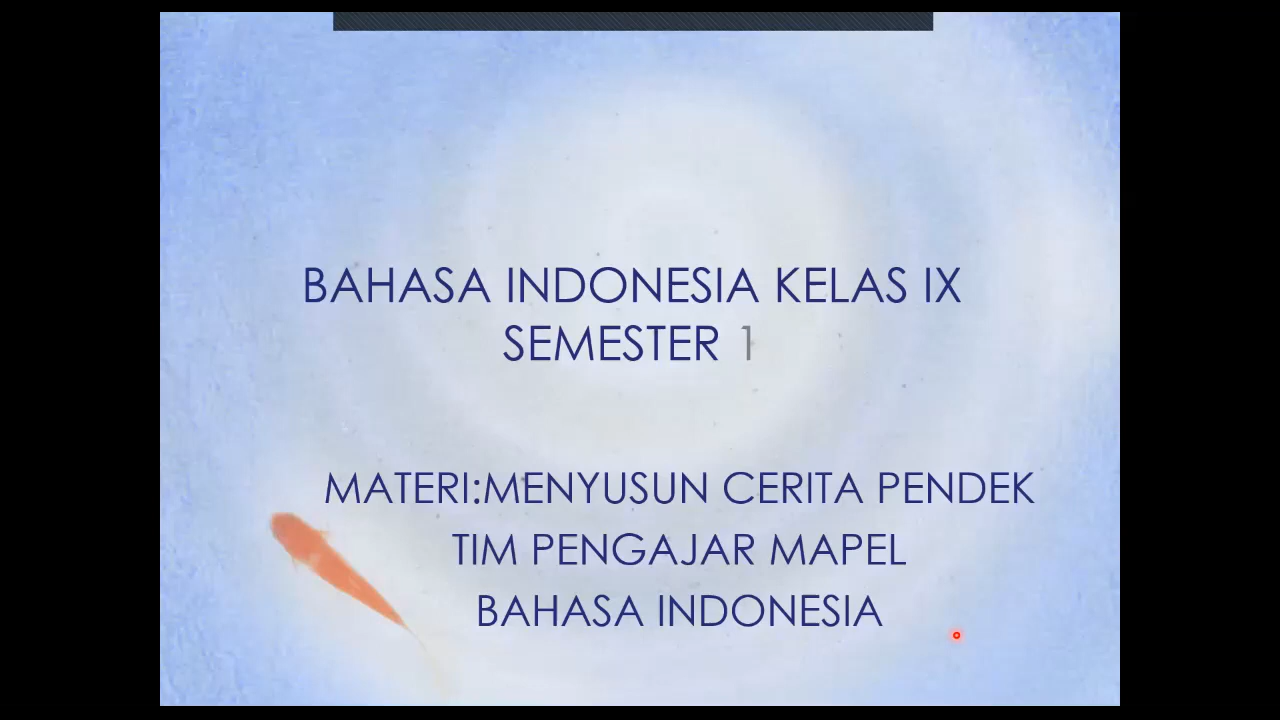 BAHASA INDONESIA KELAS IX
SEMESTER 1
MATERI:MENYUSUN CERITA PENDEK
TIM PENGAJAR MAPEL
BAHASA INDONESIA